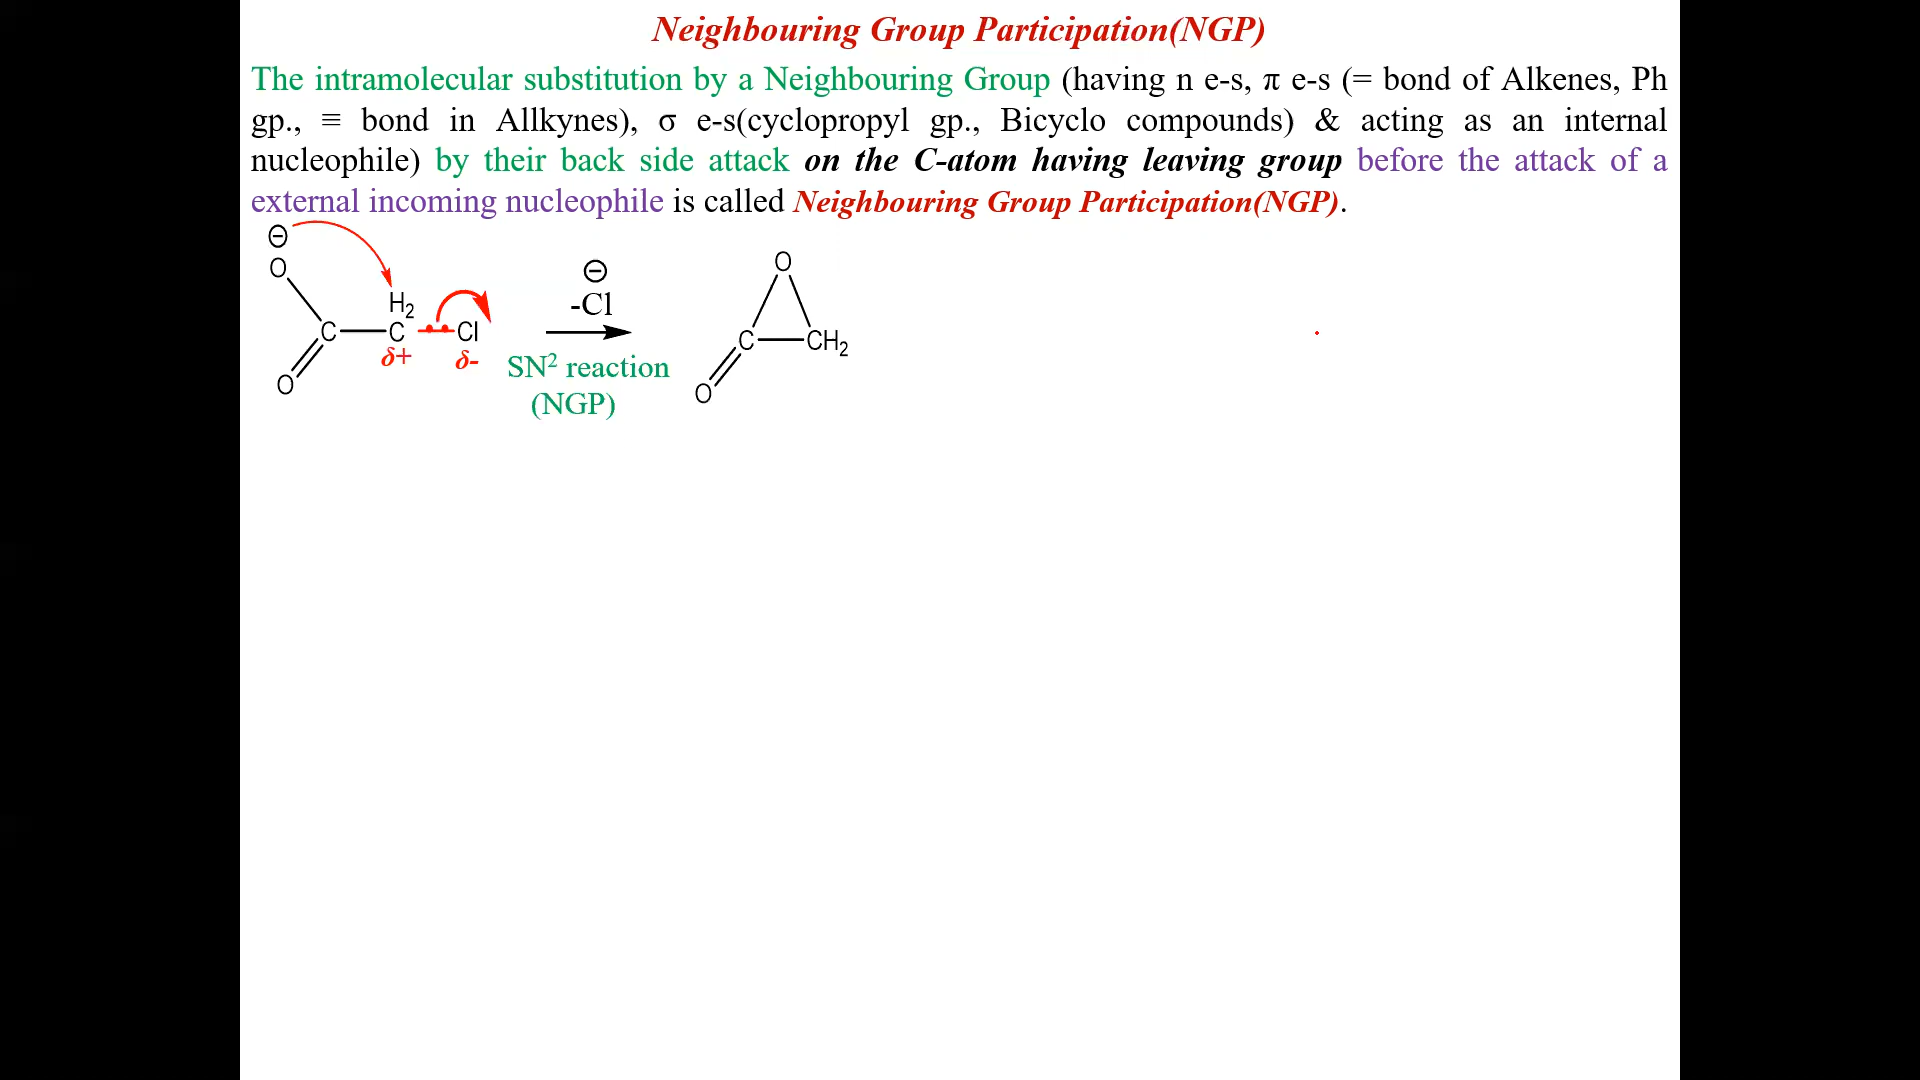 Neighbouring Group Participation(NGP)
The intramolecular substitution by a Neighbouring Group (having n e-s, π e-s (= bond of Alkenes, Ph
gp., ≡ bond in Allkynes), σ e-s(cyclopropyl gp., Bicyclo compounds) & acting as an internal
nucleophile) by their back side attack on the C-atom having leaving group before the attack of a
external incoming nucleophile is called Neighbouring Group Participation(NGP).
⊖
O
H₂
C C Cl
δ+ δ-
O
⊖
-Cl
SN² reaction
(NGP)
O
C CH₂
O